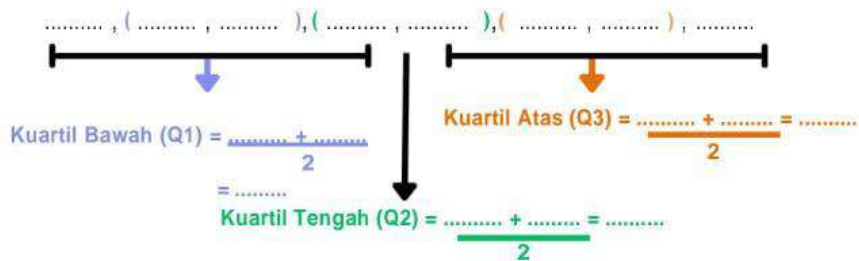 .......... , ( .......... , .......... ),( .......... , .......... ),( .......... , .......... ) , ..........
Kuartil Bawah (Q1) = .......... + .........
2
= .........
Kuartil Atas (Q3) = .......... + ......... = ..........
2
Kuartil Tengah (Q2) = .......... + ......... = ..........
2